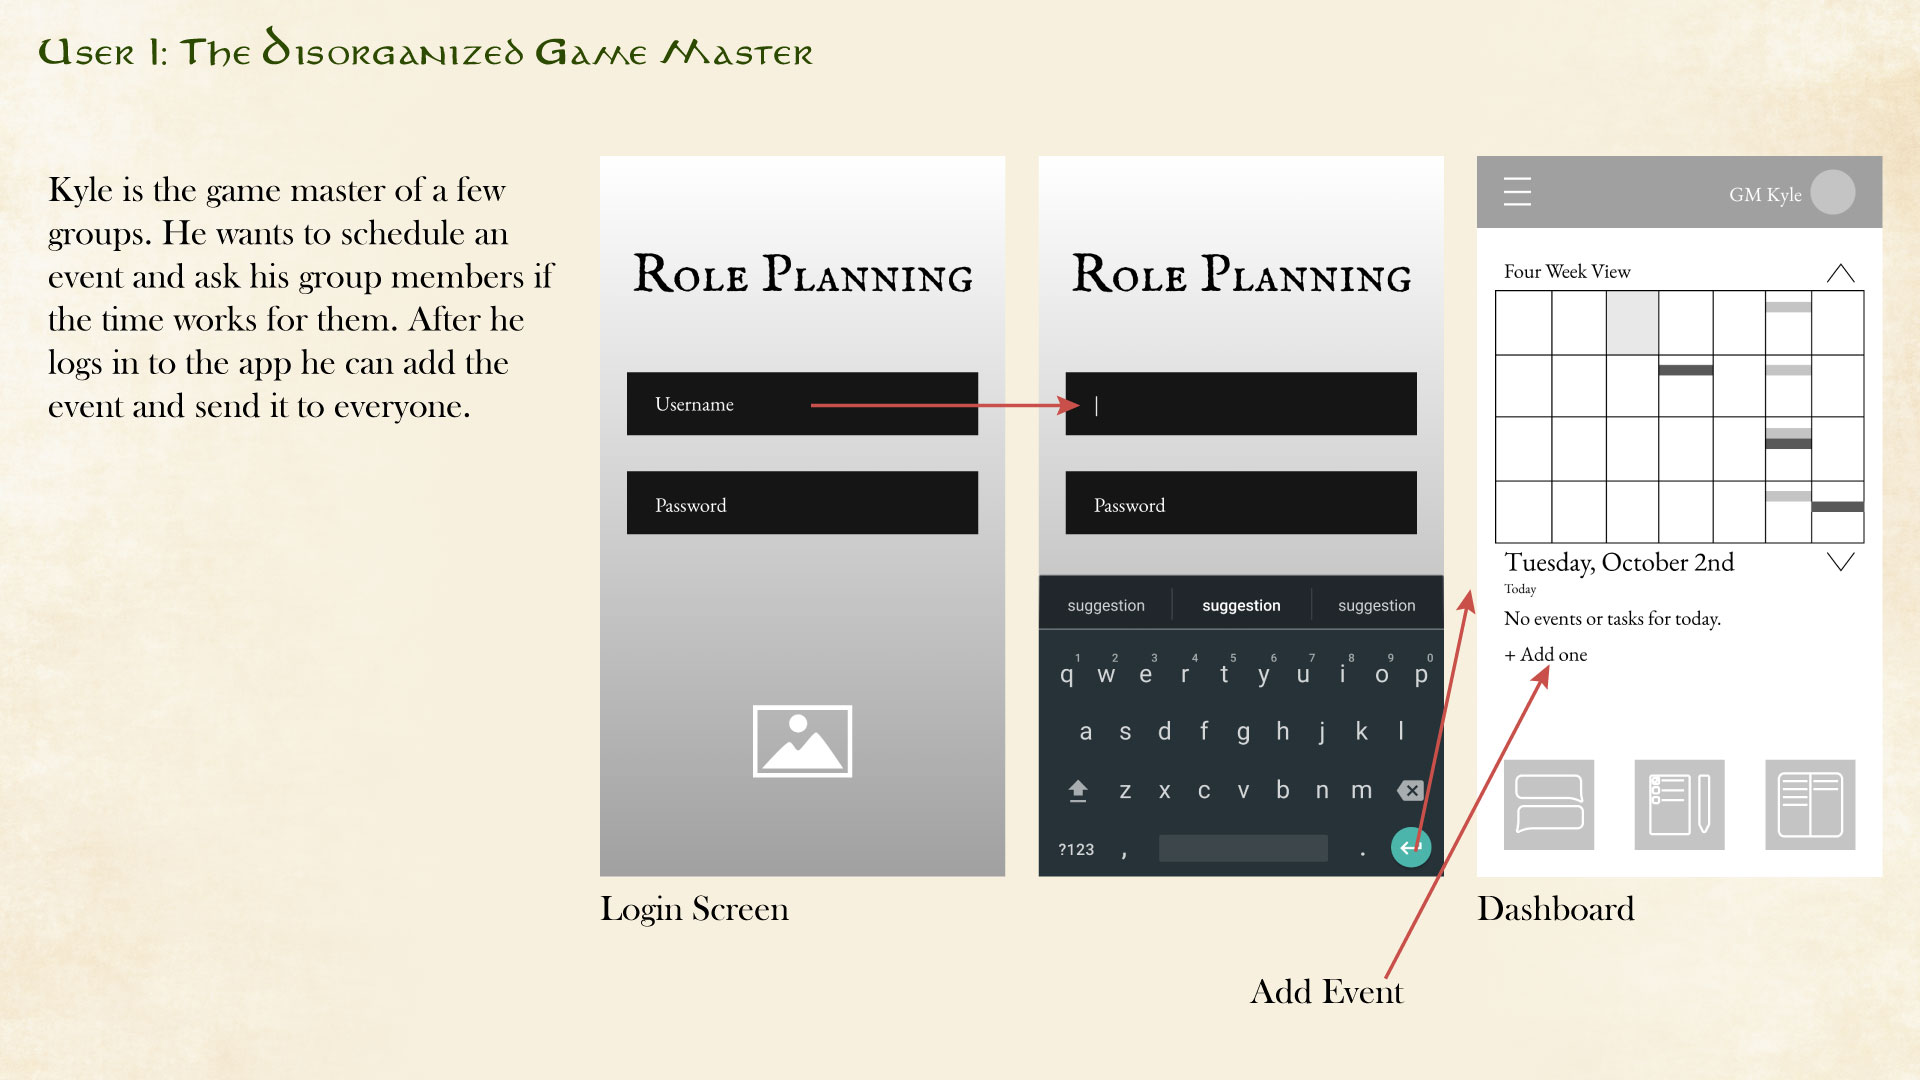 User 1: The Disorganized Game Master
Kyle is the game master of a few
groups. He wants to schedule an
event and ask his group members if
the time works for them. After he
logs in to the app he can add the
event and send it to everyone.
Role Planning
Username
Password
Login Screen
Role Planning
|
Password
suggestion suggestion suggestion
1 2 3 4 5 6 7 8 9 0
q w e r t y u i o p
a s d f g h j k l
z x c v b n m
?123 , .
GM Kyle
Four Week View
Tuesday, October 2nd
Today
No events or tasks for today.
+ Add one
Dashboard
Add Event